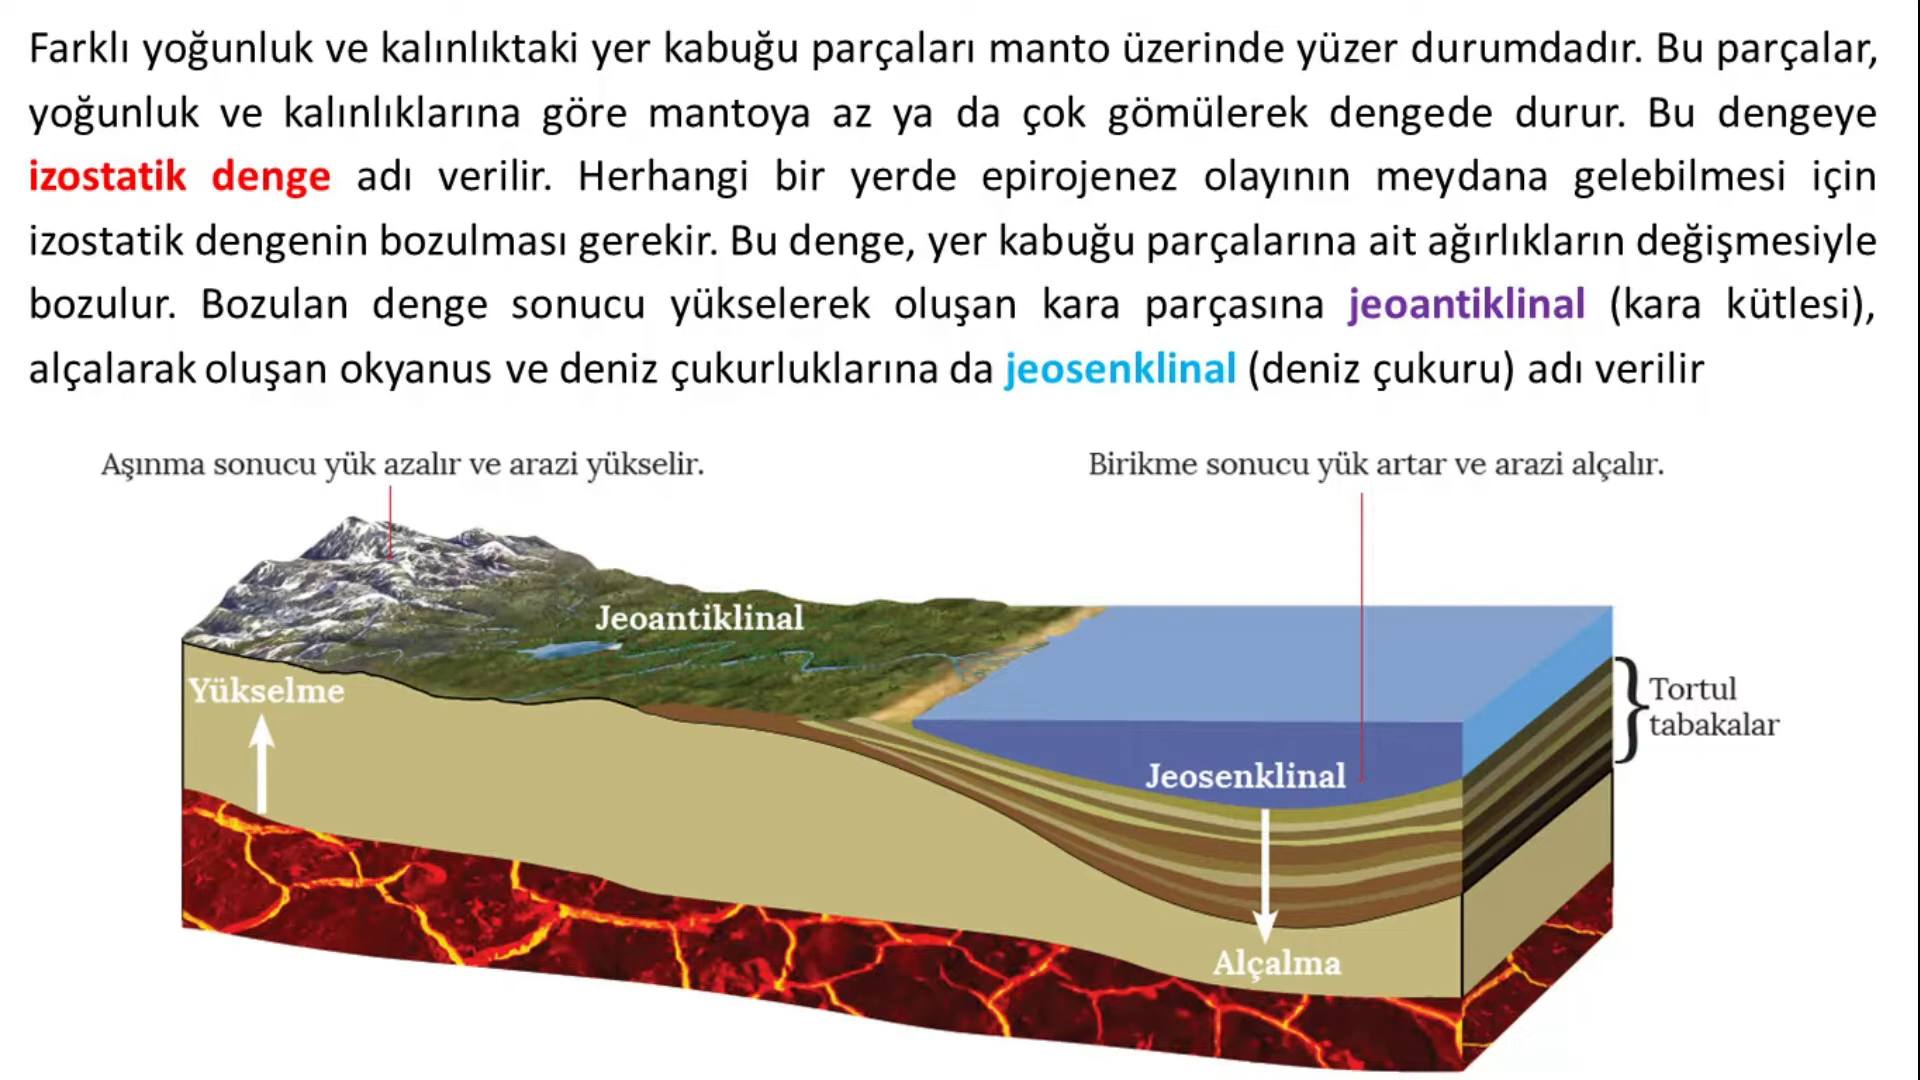 Farklı yoğunluk ve kalınlıktaki yer kabuğu parçaları manto üzerinde yüzer durumdadır. Bu parçalar,
yoğunluk ve kalınlıklarına göre mantoya az ya da çok gömülerek dengede durur. Bu dengeye
izostatik denge adı verilir. Herhangi bir yerde epirojenez olayının meydana gelebilmesi için
izostatik dengenin bozulması gerekir. Bu denge, yer kabuğu parçalarına ait ağırlıkların değişmesiyle
bozulur. Bozulan denge sonucu yükselerek oluşan kara parçasına jeoantiklinal (kara kütlesi),
alçalarak oluşan okyanus ve deniz çukurluklarına da jeosenklinal (deniz çukuru) adı verilir
Aşınma sonucu yük azalır ve arazi yükselir.
Birikme sonucu yük artar ve arazi alçalır.
Jeoantiklinal
Yükselme
Tortul
tabakalar
Jeosenklinal
Alçalma